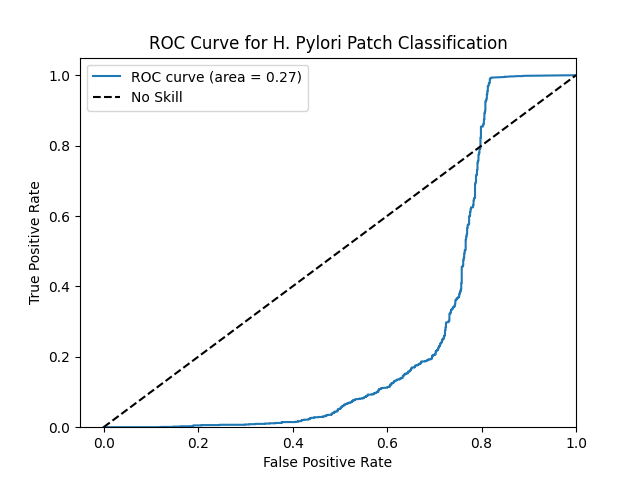 ROC Curve for H. Pylori Patch Classification
ROC curve (area = 0.27)
No Skill
1.0
0.8
0.6
0.4
0.2
0.0
True Positive Rate
0.0 0.2 0.4 0.6 0.8 1.0
False Positive Rate